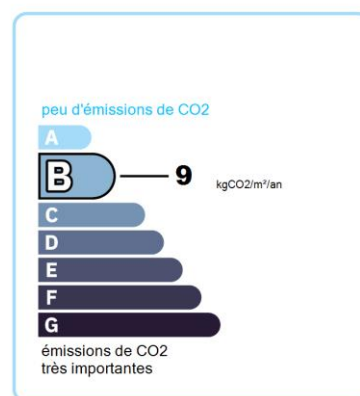 peu d'émissions de CO2
A
B 9 kgCO2/m²/an
C
D
E
F
G
émissions de CO2
très importantes